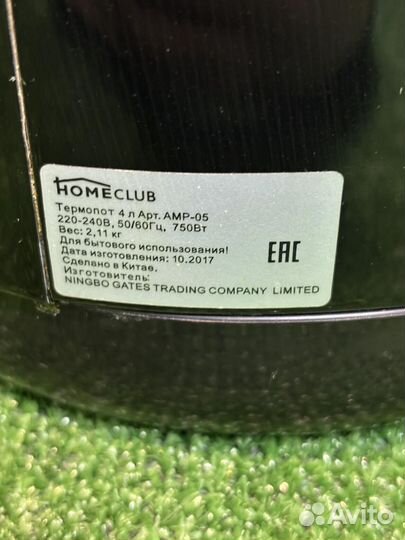 HOMECLUB
Термопот 4 л Арт. AMP-05
220-240В, 50/60Гц, 750Вт
Вес: 2,11 кг
Для бытового использования!
Дата изготовления: 10.2017
Сделано в Китае.
Изготовитель:
NINGBO GATES TRADING COMPANY LIMITED
EAC
Avito